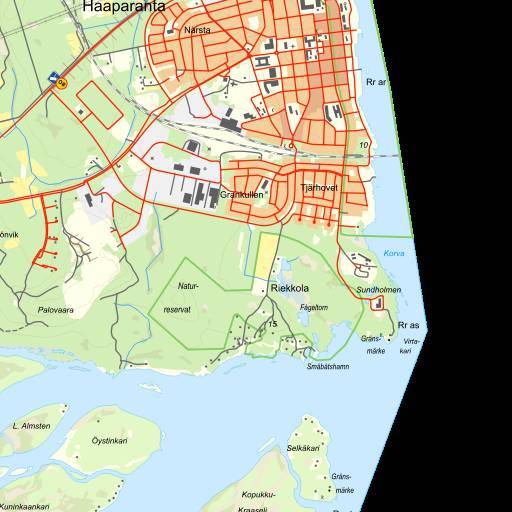 Haaparanta
Närsta
Rr ar
10
Grankullen
Tjärhovet
Korva
Palovaara
Natur-
reservat
Riekkola
Sundholmen
Fågeltorn
15
Gräns-
märke
Rr as
Virta-
kari
Småbåtshamn
L. Almsten
Öystinkari
Selkäkari
Gräns-
märke
Kopukku-
Kraaseli
Kuninkaankari